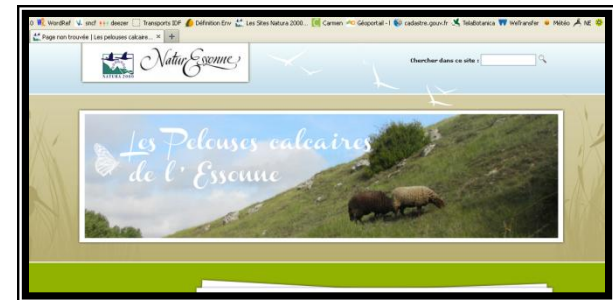 WordRef sncf deezer Transports IDF Définition Env Les Sites Natura 2000... Carmen Géoportail - I cadastre.gouv.fr TelaBotanica WeTransfer Météo NE
Page non trouvée | Les pelouses calcaire... × +
NaturEssonne
NATURA 2000
Chercher dans ce site :
Les Pelouses calcaires
de l'Essonne